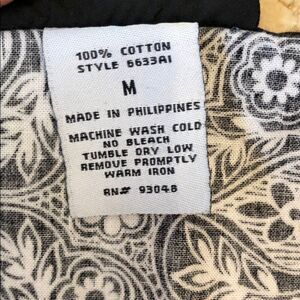 100% COTTON
STYLE 6633AI
M
MADE IN PHILIPPINES
MACHINE WASH COLD
NO BLEACH
TUMBLE DRY LOW
REMOVE PROMPTLY
WARM IRON
RN# 93048